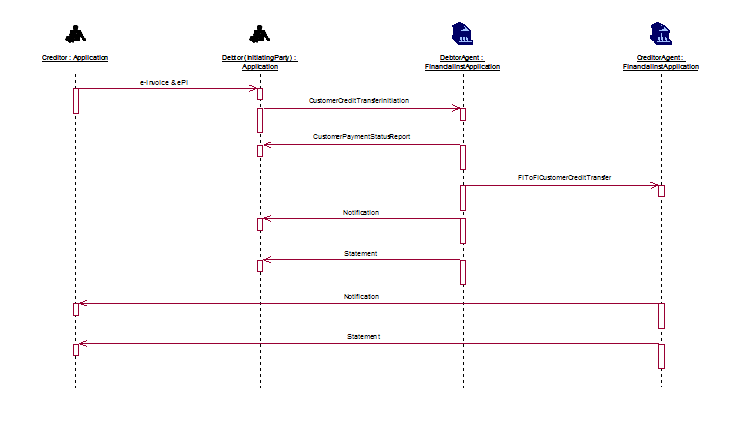 Creditor : Application
Debtor (InitiatingParty) :
Application
DebtorAgent :
FinancialInstApplication
CreditorAgent :
FinancialInstApplication
e-Invoice & ePI
CustomerCreditTransferInitiation
CustomerPaymentStatusReport
FIToFICustomerCreditTransfer
Notification
Statement
Notification
Statement